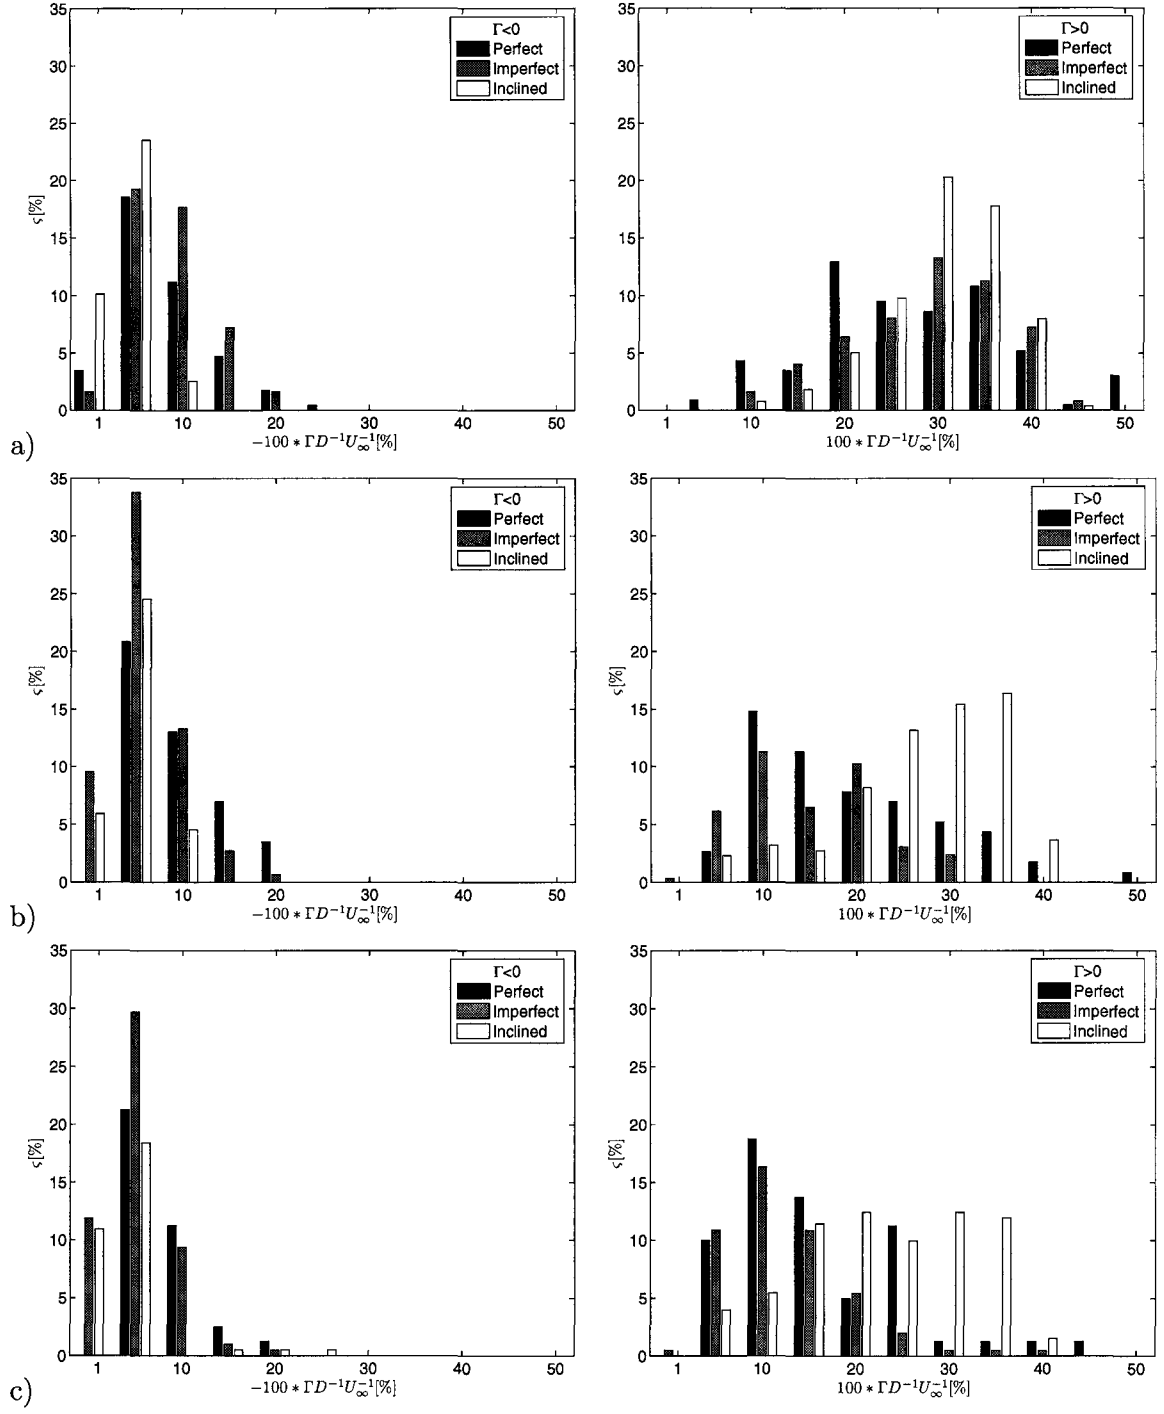 35
30
25
20
15
10
5
0
ς[%]
Γ<0
Perfect
Imperfect
Inclined
1 10 20 30 40 50
−100 ∗ ΓD⁻¹U∞⁻¹[%]
35
30
25
20
15
10
5
0
ς[%]
Γ>0
Perfect
Imperfect
Inclined
1 10 20 30 40 50
100 ∗ ΓD⁻¹U∞⁻¹[%]
a)
35
30
25
20
15
10
5
0
ς[%]
Γ<0
Perfect
Imperfect
Inclined
1 10 20 30 40 50
−100 ∗ ΓD⁻¹U∞⁻¹[%]
35
30
25
20
15
10
5
0
ς[%]
Γ>0
Perfect
Imperfect
Inclined
1 10 20 30 40 50
100 ∗ ΓD⁻¹U∞⁻¹[%]
b)
35
30
25
20
15
10
5
0
ς[%]
Γ<0
Perfect
Imperfect
Inclined
1 10 20 30 40 50
−100 ∗ ΓD⁻¹U∞⁻¹[%]
35
30
25
20
15
10
5
0
ς[%]
Γ>0
Perfect
Imperfect
Inclined
1 10 20 30 40 50
100 ∗ ΓD⁻¹U∞⁻¹[%]
c)